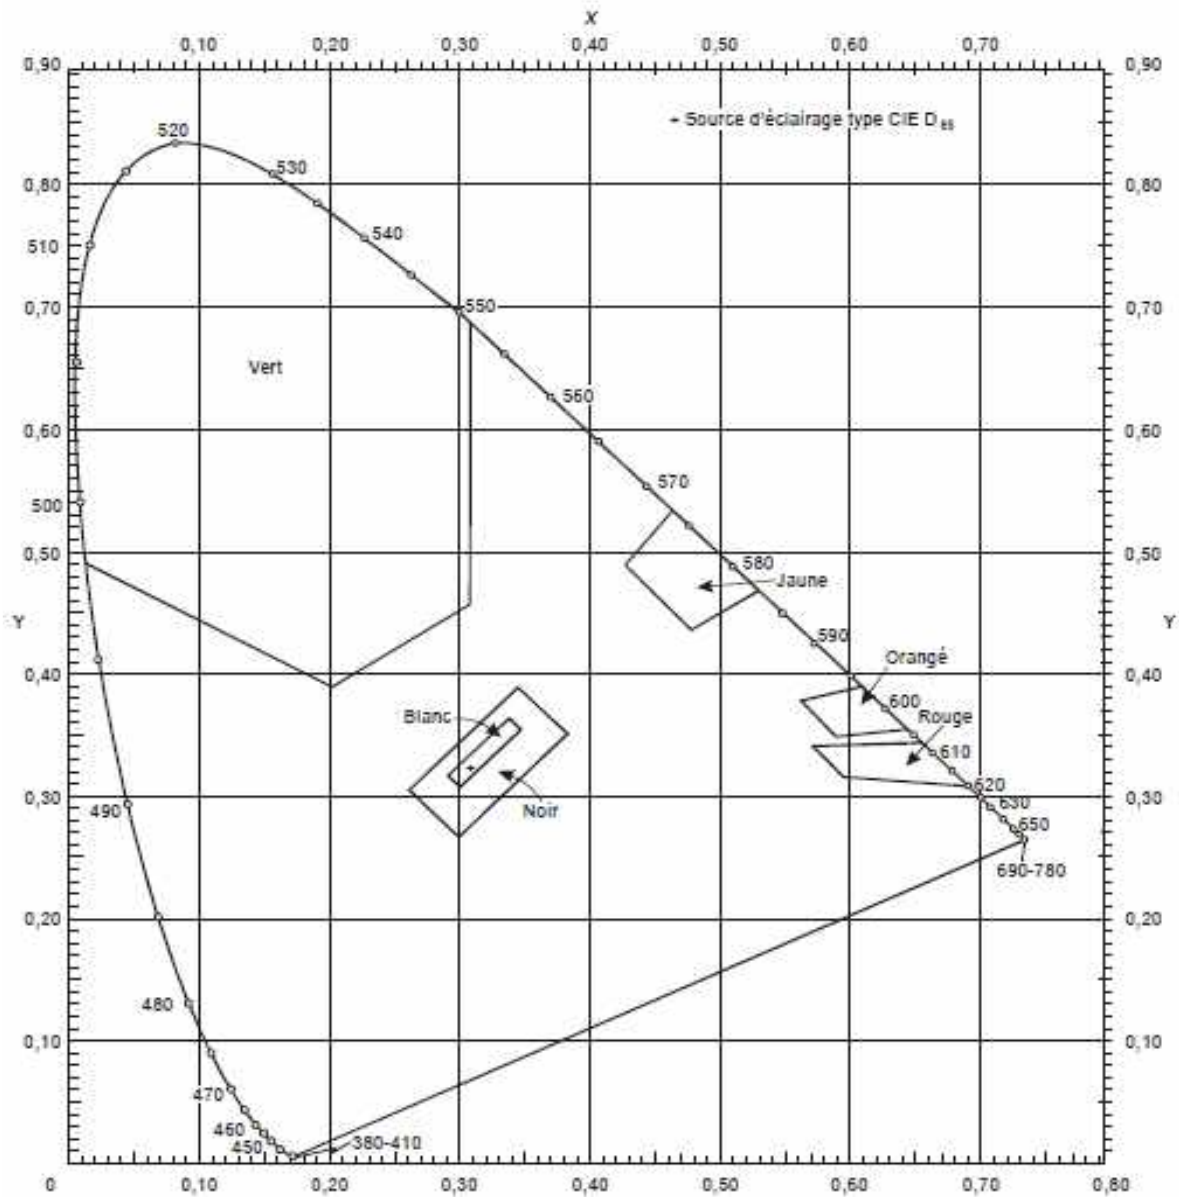 X
0,10 0,20 0,30 0,40 0,50 0,60 0,70
0,90 0,90
+ Source d'éclairage type CIE D 65
520
530
0,80 0,80
540
510
0,70 550 0,70
Vert
560
0,60 0,60
570
500
0,50 0,50
580
Jaune
Y Y
590
Orangé
0,40 0,40
600
Blanc Rouge
610
620
0,30 0,30
490 Noir 630
650
690-780
0,20 0,20
480
0,10 0,10
470
460
450 380-410
0 0,10 0,20 0,30 0,40 0,50 0,60 0,70 0,80